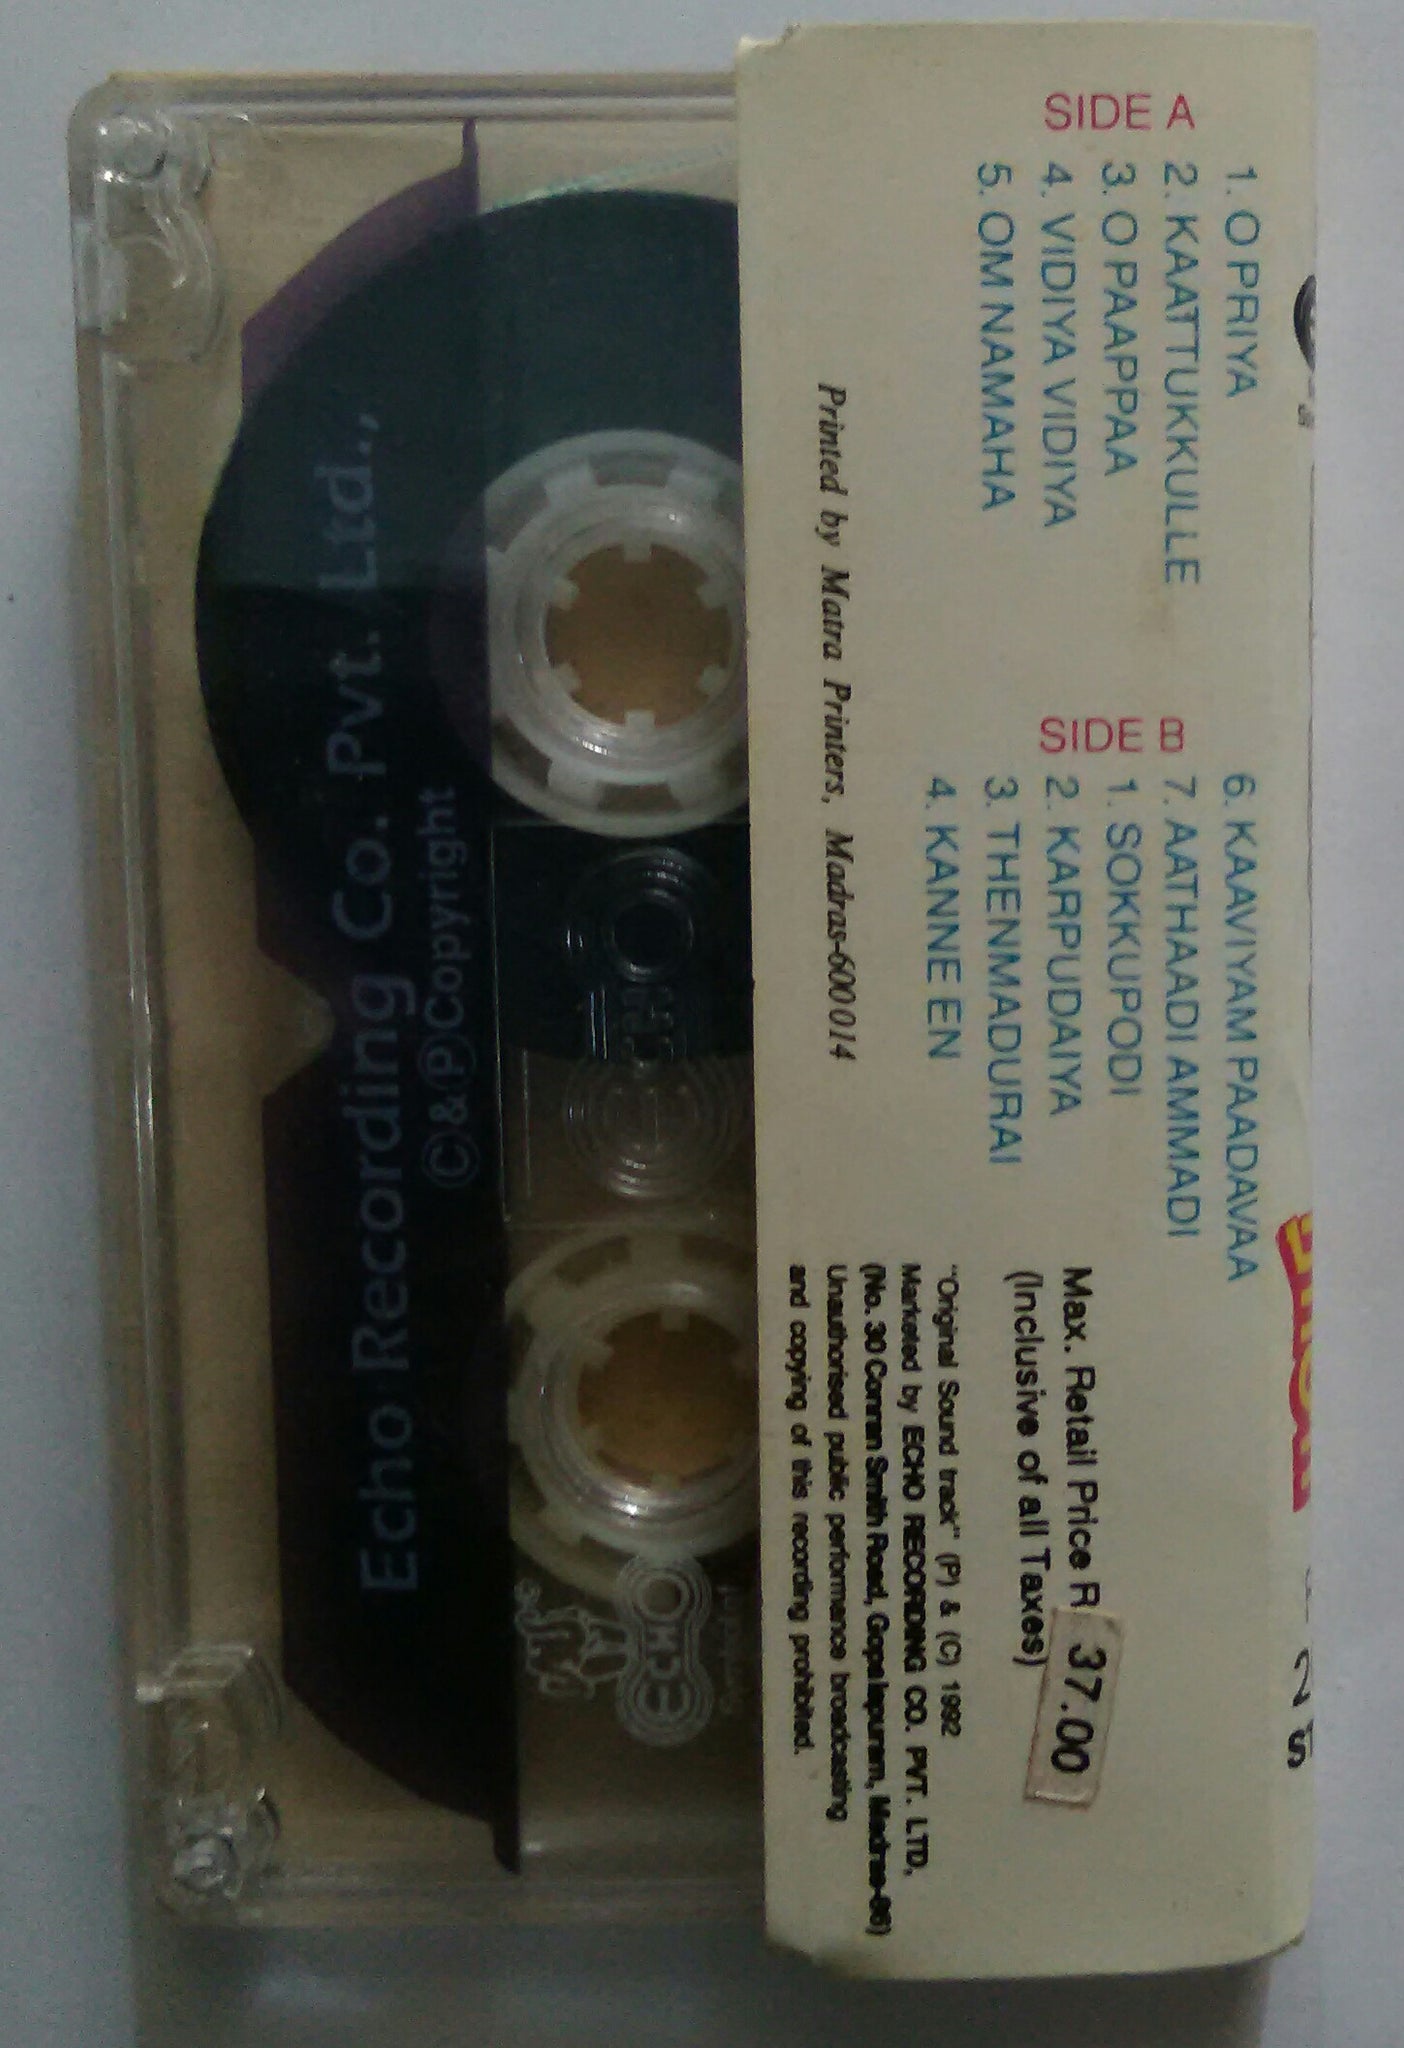 SIDE A
1. O PRIYA
2. KAATTUKKULLE
3. O PAAPPAA
4. VIDIYA VIDIYA
5. OM NAMAHA
6. KAAVIYAM PAADAVAA
7. AATHAADI AMMADI
SIDE B
1. SOKKUPODI
2. KARPUDAIYA
3. THENMADURAI
4. KANNE EN
Max. Retail Price R 37.00
(Inclusive of all Taxes)
"Original Sound track" (P) & (C) 1992
Marketed by ECHO RECORDING CO. PVT. LTD,
(No. 30 Conran Smith Road, Gopalapuram, Madras-86)
Unauthorised public performance broadcasting
and copying of this recording prohibited.
Printed by Matra Printers, Madras-600014
ECHO
ECHO
©&Ⓟ Copyright
Echo Recording Co. Pvt. Ltd.,